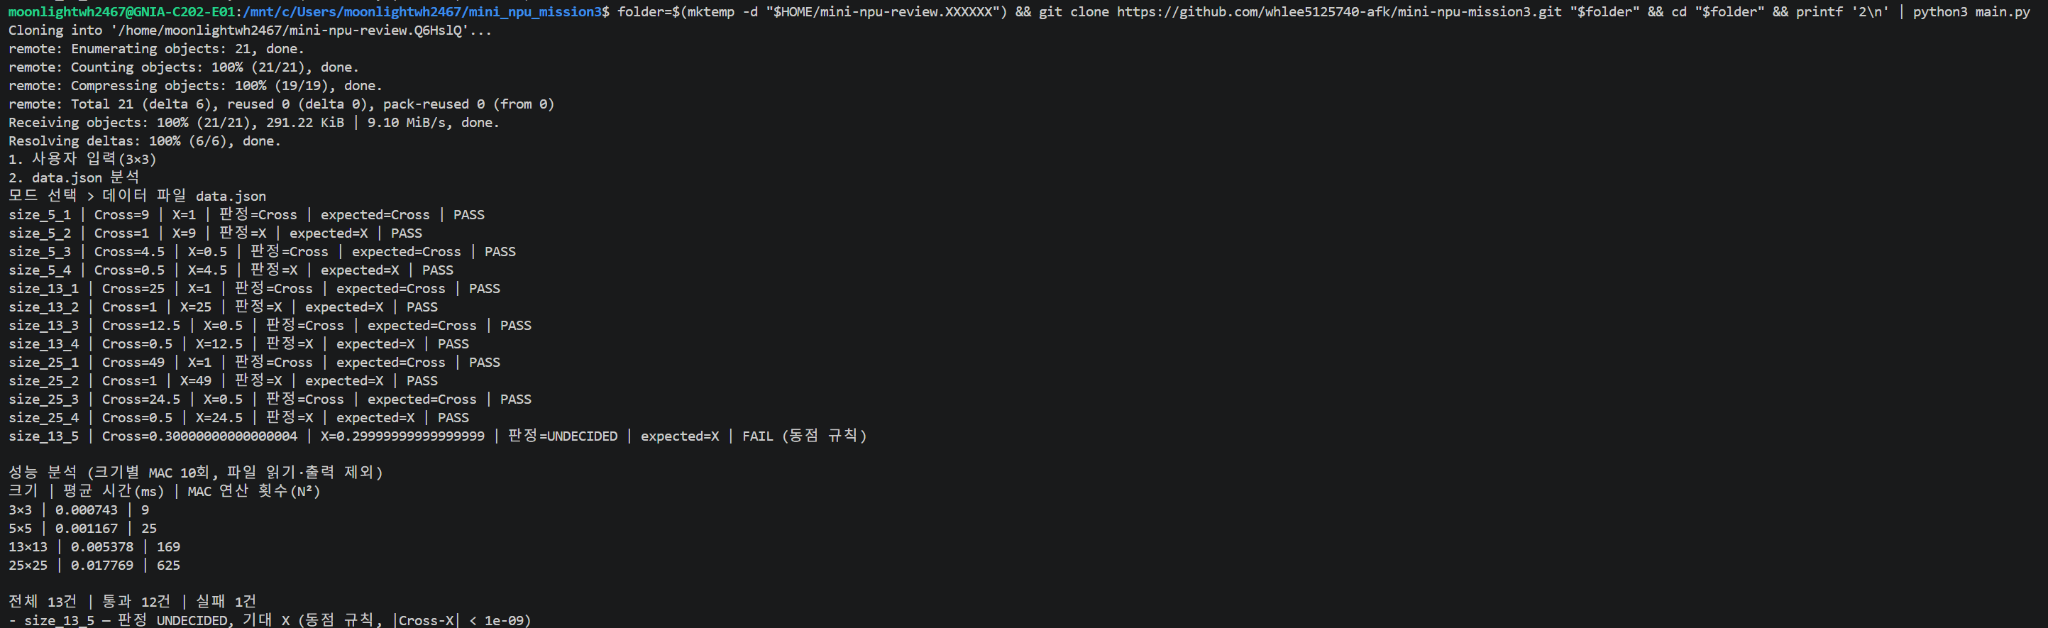 moonlightwh2467@GNIA-C202-E01:/mnt/c/Users/moonlightwh2467/mini_npu_mission3$ folder=$(mktemp -d "$HOME/mini-npu-review.XXXXXX") && git clone https://github.com/whlee5125740-afk/mini-npu-mission3.git "$folder" && cd "$folder" && printf '2\n' | python3 main.py
Cloning into '/home/moonlightwh2467/mini-npu-review.Q6HslQ'...
remote: Enumerating objects: 21, done.
remote: Counting objects: 100% (21/21), done.
remote: Compressing objects: 100% (19/19), done.
remote: Total 21 (delta 6), reused 0 (delta 0), pack-reused 0 (from 0)
Receiving objects: 100% (21/21), 291.22 KiB | 9.10 MiB/s, done.
Resolving deltas: 100% (6/6), done.
1. 사용자 입력(3×3)
2. data.json 분석
모드 선택 > 데이터 파일 data.json
size_5_1 | Cross=9 | X=1 | 판정=Cross | expected=Cross | PASS
size_5_2 | Cross=1 | X=9 | 판정=X | expected=X | PASS
size_5_3 | Cross=4.5 | X=0.5 | 판정=Cross | expected=Cross | PASS
size_5_4 | Cross=0.5 | X=4.5 | 판정=X | expected=X | PASS
size_13_1 | Cross=25 | X=1 | 판정=Cross | expected=Cross | PASS
size_13_2 | Cross=1 | X=25 | 판정=X | expected=X | PASS
size_13_3 | Cross=12.5 | X=0.5 | 판정=Cross | expected=Cross | PASS
size_13_4 | Cross=0.5 | X=12.5 | 판정=X | expected=X | PASS
size_25_1 | Cross=49 | X=1 | 판정=Cross | expected=Cross | PASS
size_25_2 | Cross=1 | X=49 | 판정=X | expected=X | PASS
size_25_3 | Cross=24.5 | X=0.5 | 판정=Cross | expected=Cross | PASS
size_25_4 | Cross=0.5 | X=24.5 | 판정=X | expected=X | PASS
size_13_5 | Cross=0.30000000000000004 | X=0.29999999999999999 | 판정=UNDECIDED | expected=X | FAIL (동점 규칙)
성능 분석 (크기별 MAC 10회, 파일 읽기·출력 제외)
크기 | 평균 시간(ms) | MAC 연산 횟수(N²)
3×3 | 0.000743 | 9
5×5 | 0.001167 | 25
13×13 | 0.005378 | 169
25×25 | 0.017769 | 625
전체 13건 | 통과 12건 | 실패 1건
- size_13_5 — 판정 UNDECIDED, 기대 X (동점 규칙, |Cross-X| < 1e-09)